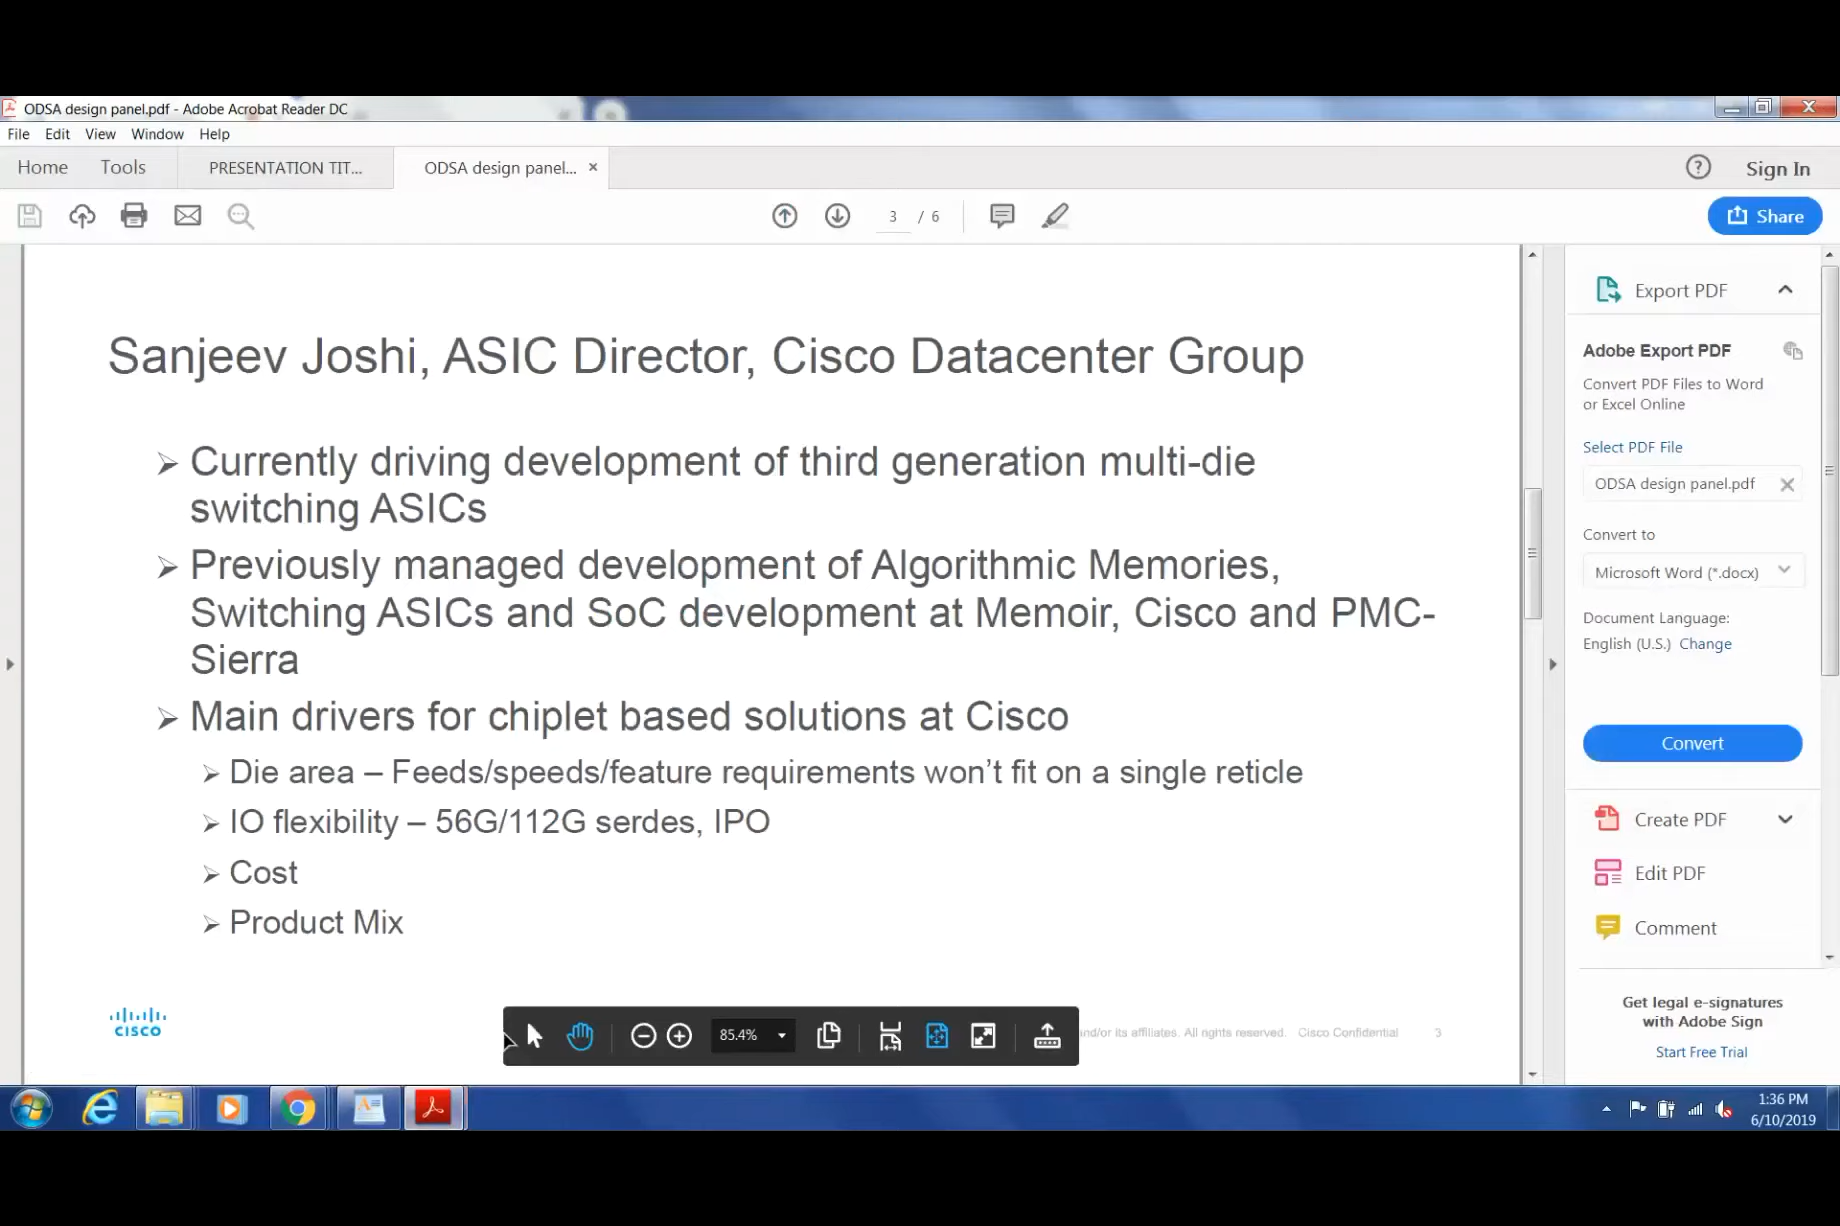 ODSA design panel.pdf - Adobe Acrobat Reader DC
File Edit View Window Help
Home Tools PRESENTATION TIT... ODSA design panel... ×
Sign In
3 / 6
Share
Sanjeev Joshi, ASIC Director, Cisco Datacenter Group
➢ Currently driving development of third generation multi-die
switching ASICs
➢ Previously managed development of Algorithmic Memories,
Switching ASICs and SoC development at Memoir, Cisco and PMC-
Sierra
➢ Main drivers for chiplet based solutions at Cisco
➢ Die area – Feeds/speeds/feature requirements won’t fit on a single reticle
➢ IO flexibility – 56G/112G serdes, IPO
➢ Cost
➢ Product Mix
CISCO
85.4%
and/or its affiliates. All rights reserved. Cisco Confidential 3
Export PDF
Adobe Export PDF
Convert PDF Files to Word
or Excel Online
Select PDF File
ODSA design panel.pdf
Convert to
Microsoft Word (*.docx)
Document Language:
English (U.S.) Change
Convert
Create PDF
Edit PDF
Comment
Get legal e-signatures
with Adobe Sign
Start Free Trial
1:36 PM
6/10/2019